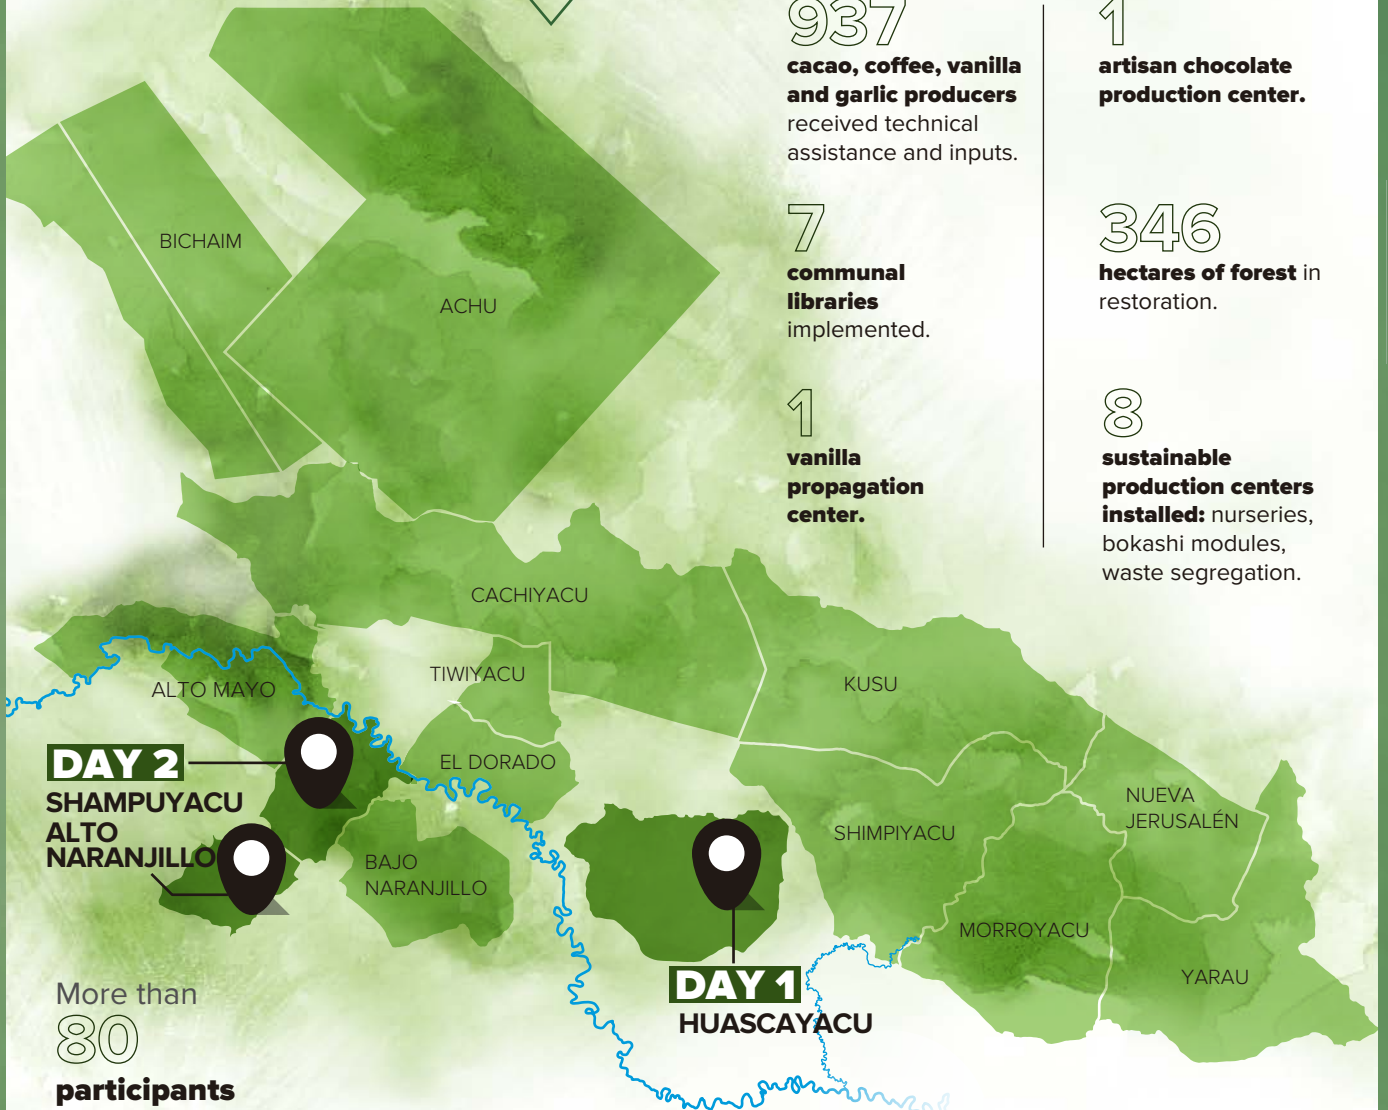 937
cacao, coffee, vanilla
and garlic producers
received technical
assistance and inputs.
1
artisan chocolate
production center.
7
communal
libraries
implemented.
346
hectares of forest in
restoration.
1
vanilla
propagation
center.
8
sustainable
production centers
installed: nurseries,
bokashi modules,
waste segregation.
BICHAIM
ACHU
CACHIYACU
TIWIYACU
KUSU
ALTO MAYO
EL DORADO
DAY 2
SHAMPUYACU
ALTO
NARANJILLO
BAJO
NARANJILLO
SHIMPIYACU
NUEVA
JERUSALÉN
MORROYACU
YARAU
DAY 1
HUASCAYACU
More than
80
participants